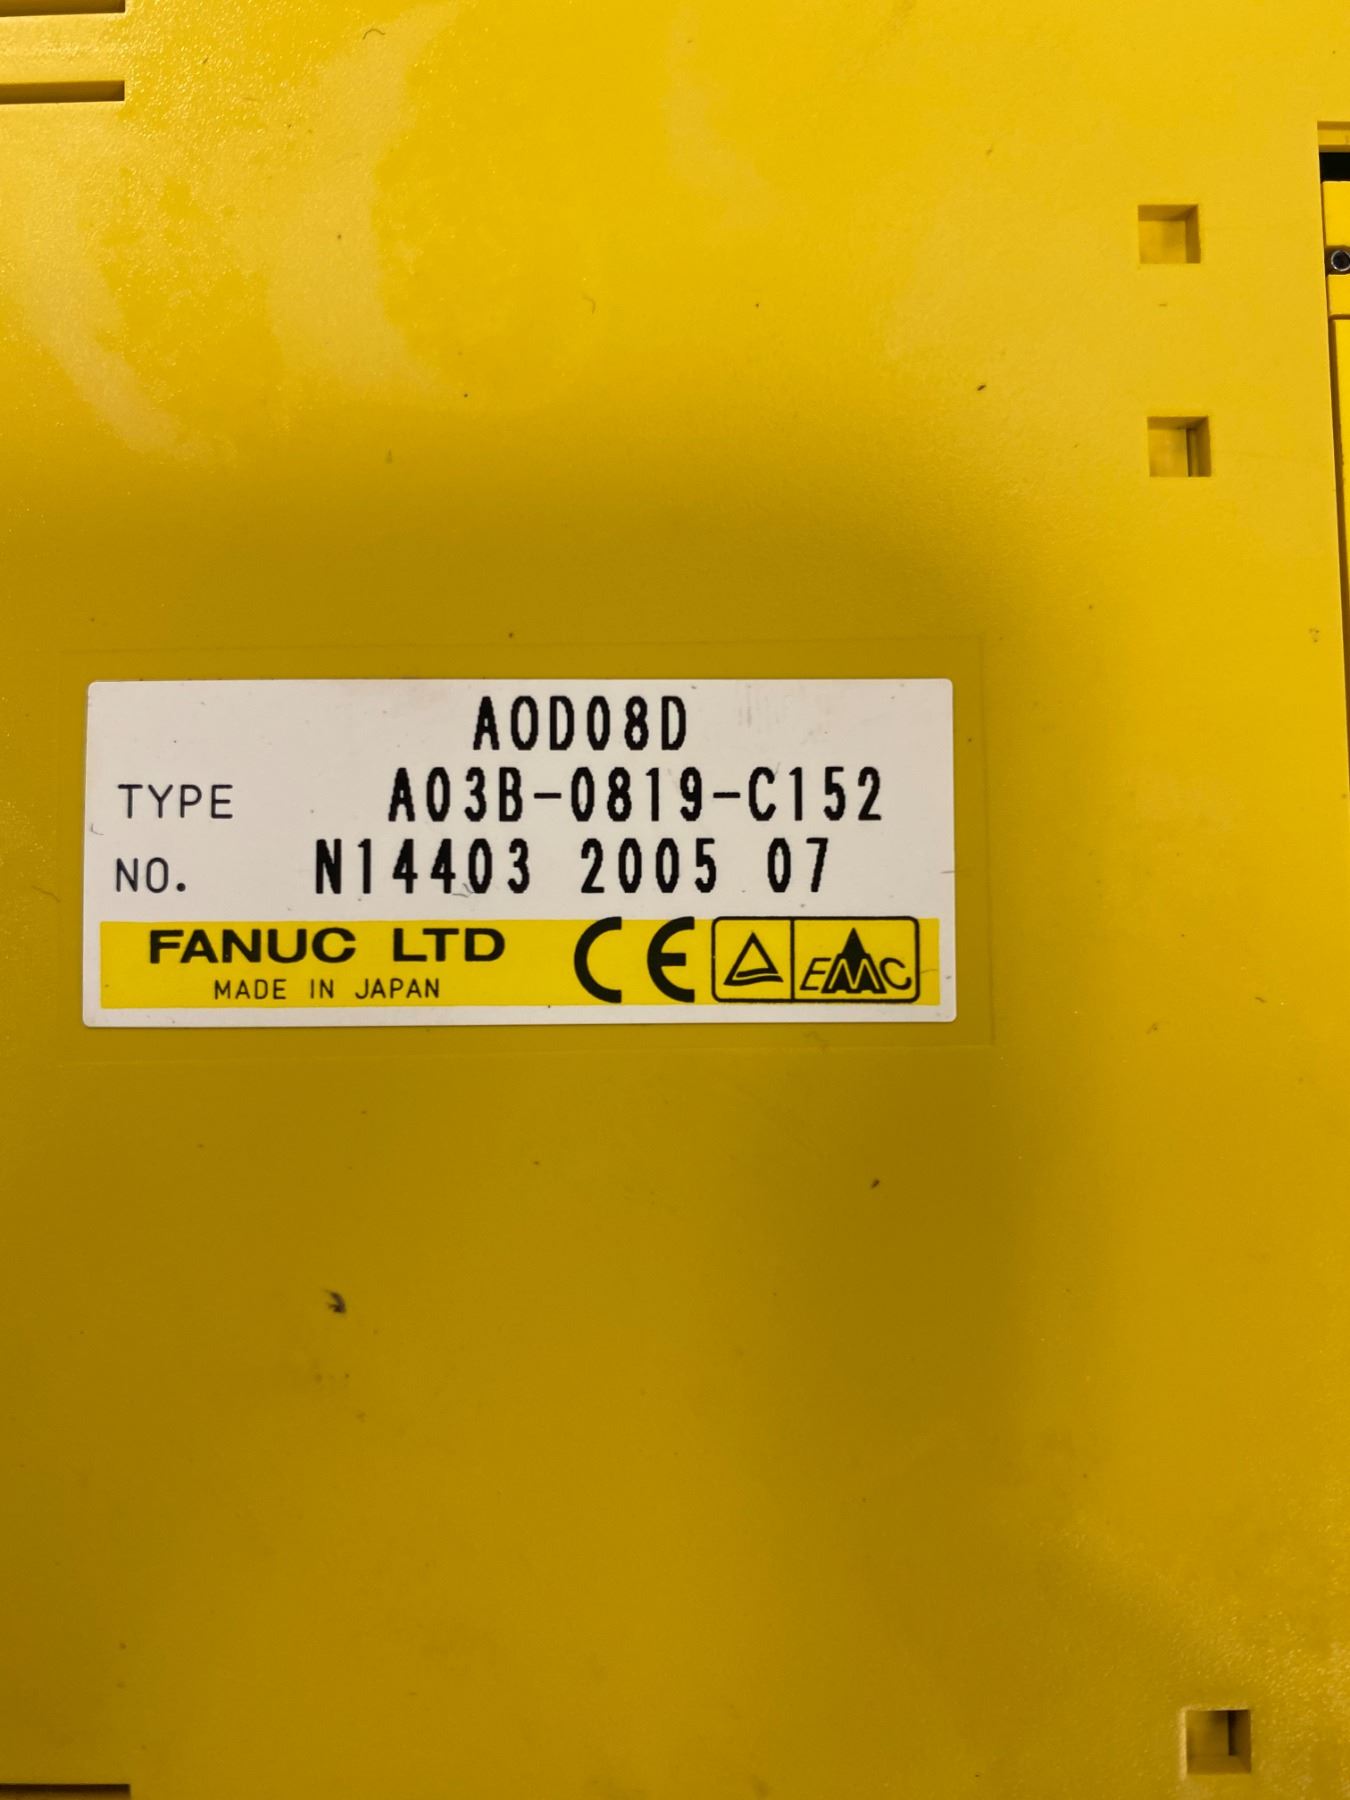 AOD08D
TYPE A03B-0819-C152
NO. N14403 2005 07
FANUC LTD CE EMC
MADE IN JAPAN